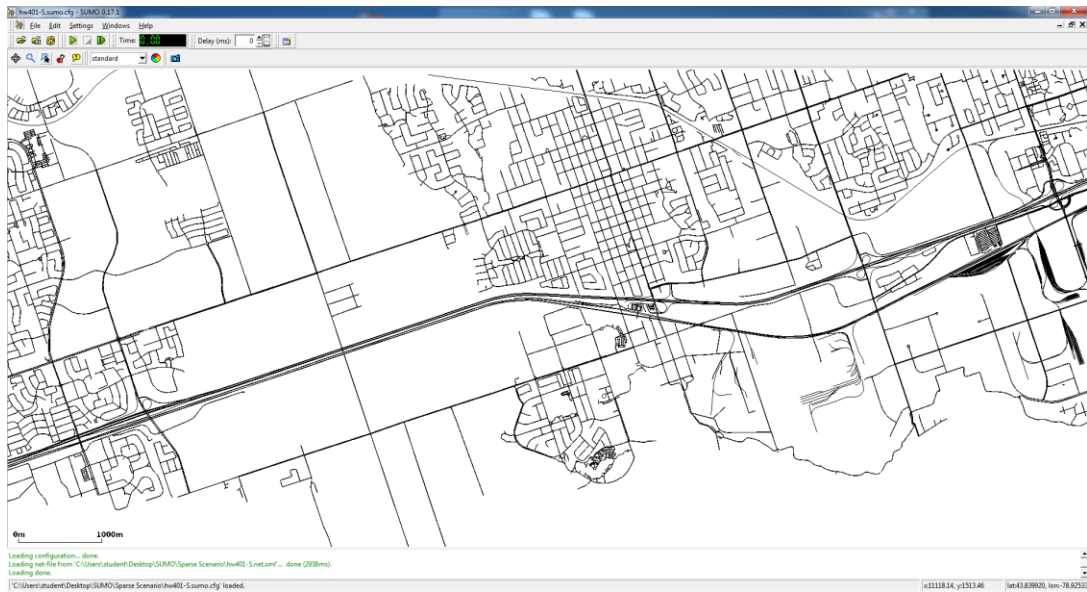 hw401-S.sumo.cfg - SUMO 0.17.1
File Edit Settings Windows Help
Time: 0.00 Delay (ms): 0
standard
0m 1000m
Loading configuration... done.
Loading net-file from 'C:\Users\student\Desktop\SUMO\Sparse Scenario\hw401-S.net.xml'... done (2938ms).
Loading done.
'C:\Users\student\Desktop\SUMO\Sparse Scenario\hw401-S.sumo.cfg' loaded. x:11118.14, y:1513.46 lat:43.839920, lon:-78.92533